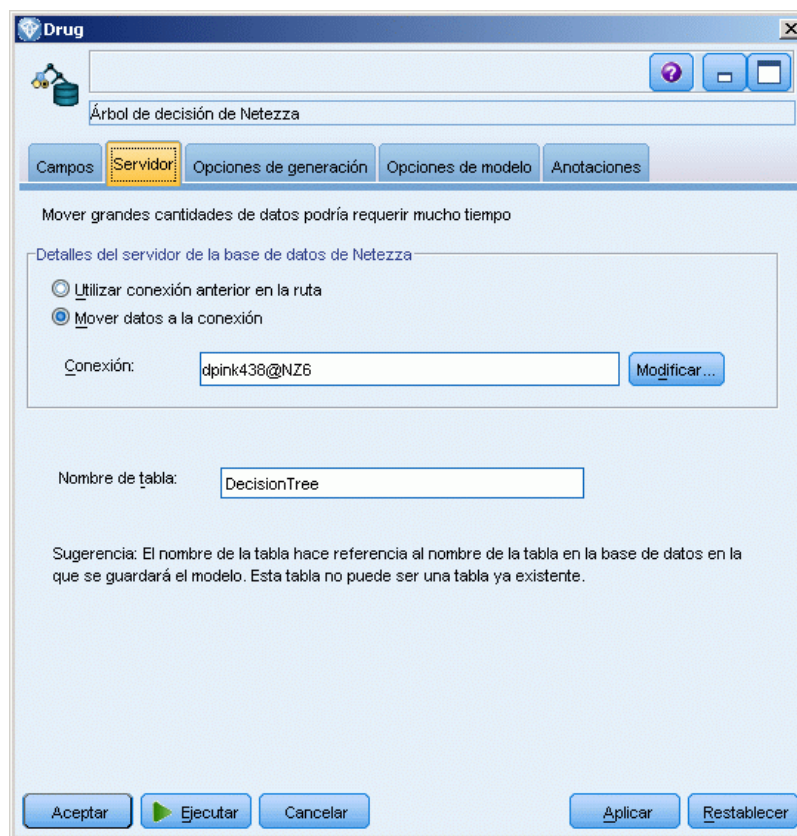 Drug
Árbol de decisión de Netezza
Campos Servidor Opciones de generación Opciones de modelo Anotaciones
Mover grandes cantidades de datos podría requerir mucho tiempo
Detalles del servidor de la base de datos de Netezza
Utilizar conexión anterior en la ruta
Mover datos a la conexión
Conexión: dpink438@NZ6 Modificar...
Nombre de tabla: DecisionTree
Sugerencia: El nombre de la tabla hace referencia al nombre de la tabla en la base de datos en la
que se guardará el modelo. Esta tabla no puede ser una tabla ya existente.
Aceptar Ejecutar Cancelar Aplicar Restablecer